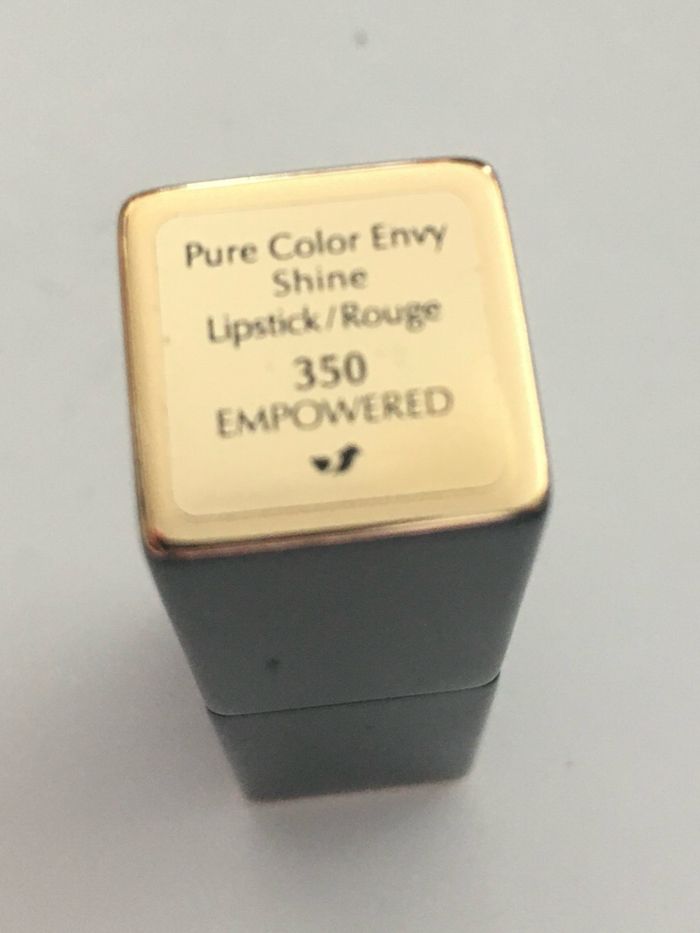 Pure Color Envy
Shine
Lipstick/Rouge
350
EMPOWERED